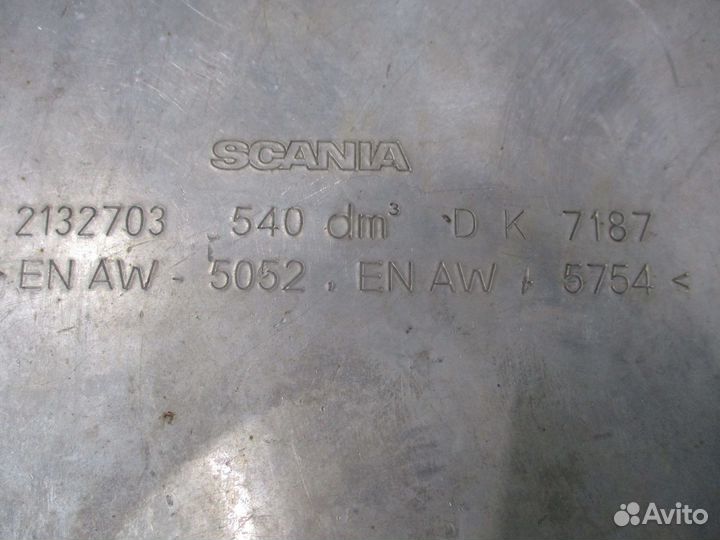 SCANIA
2132703 540 dm³ D K 7187
EN AW - 5052 , EN AW , 5754 <
Avito